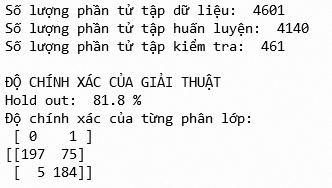 Số lượng phần tử tập dữ liệu:  4601
Số lượng phần tử tập huấn luyện:  4140
Số lượng phần tử tập kiểm tra:  461
ĐỘ CHÍNH XÁC CỦA GIẢI THUẬT
Hold out:  81.8 %
Độ chính xác của từng phân lớp:
 [ 0    1 ]
[[197  75]
 [  5 184]]